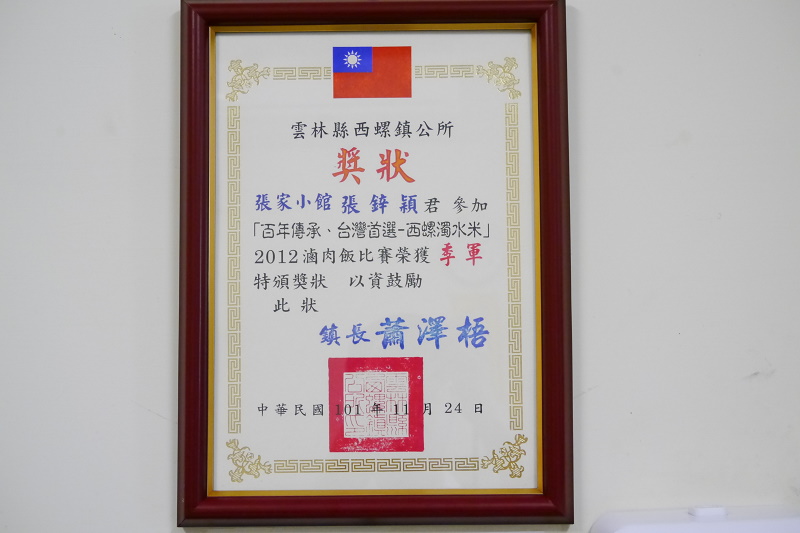 雲林縣西螺鎮公所
獎狀
張家小館張鋅穎君 參加
「百年傳承、台灣首選-西螺濁水米」
2012滷肉飯比賽榮獲 季軍
特頒獎狀 以資鼓勵
此狀
鎮長 蕭澤梧
中華民國 101 年 11 月 24 日